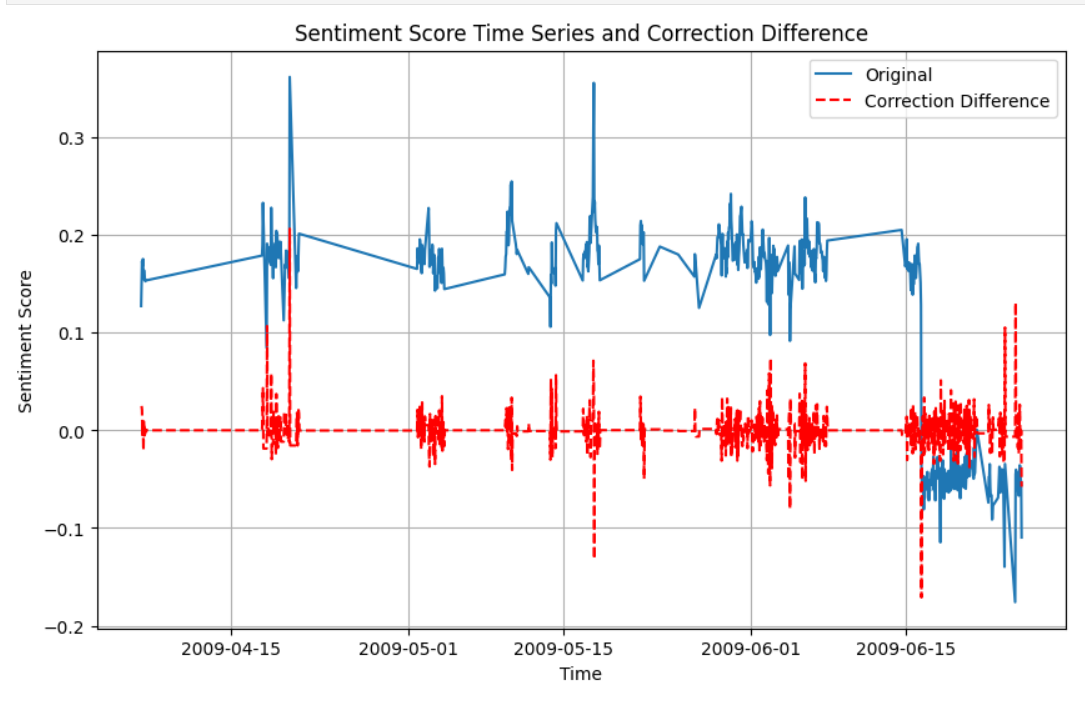 Sentiment Score Time Series and Correction Difference
Original
Correction Difference
0.3
0.2
0.1
0.0
−0.1
−0.2
Sentiment Score
2009-04-15
2009-05-01
2009-05-15
2009-06-01
2009-06-15
Time